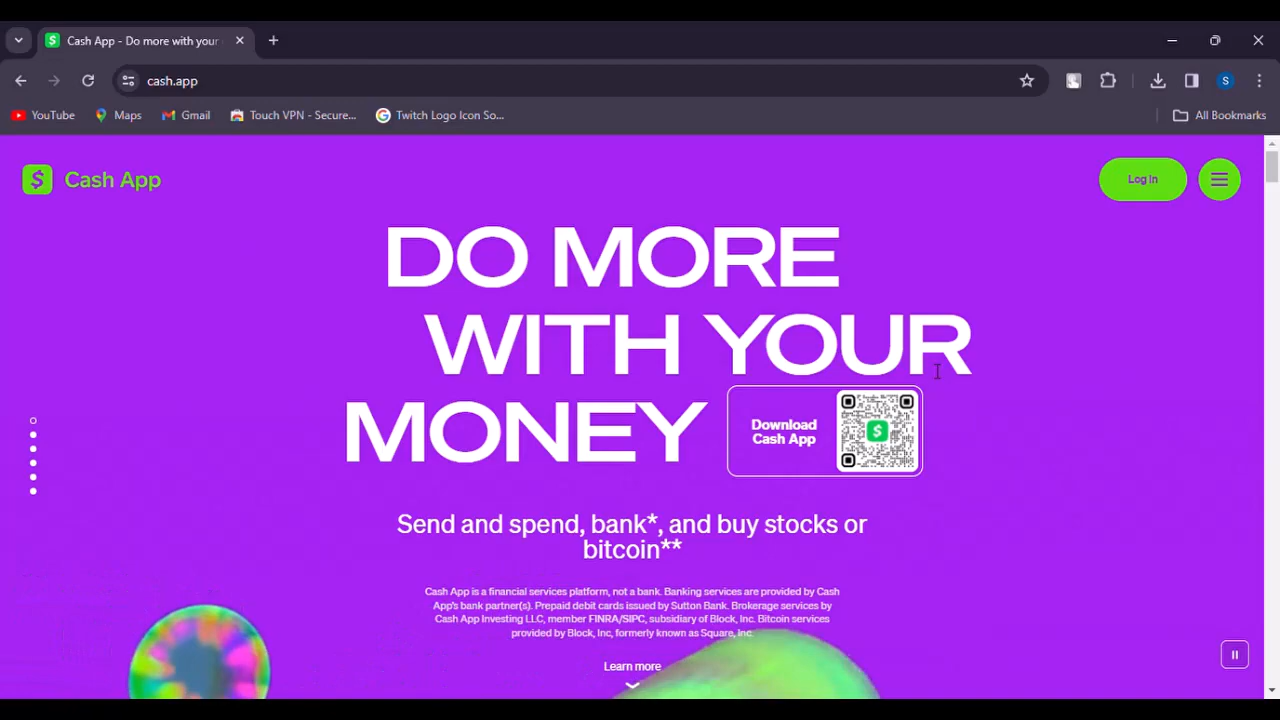 Cash App - Do more with your
cash.app
S
YouTube
Maps
Gmail
Touch VPN - Secure...
Twitch Logo Icon So...
All Bookmarks
$ Cash App
Log in
DO MORE
WITH YOUR
MONEY
Download
Cash App
Send and spend, bank*, and buy stocks or
bitcoin**
Cash App is a financial services platform, not a bank. Banking services are provided by Cash
App's bank partner(s). Prepaid debit cards issued by Sutton Bank. Brokerage services by
Cash App Investing LLC, member FINRA/SIPC, subsidiary of Block, Inc. Bitcoin services
provided by Block, Inc, formerly known as Square, Inc.
Learn more